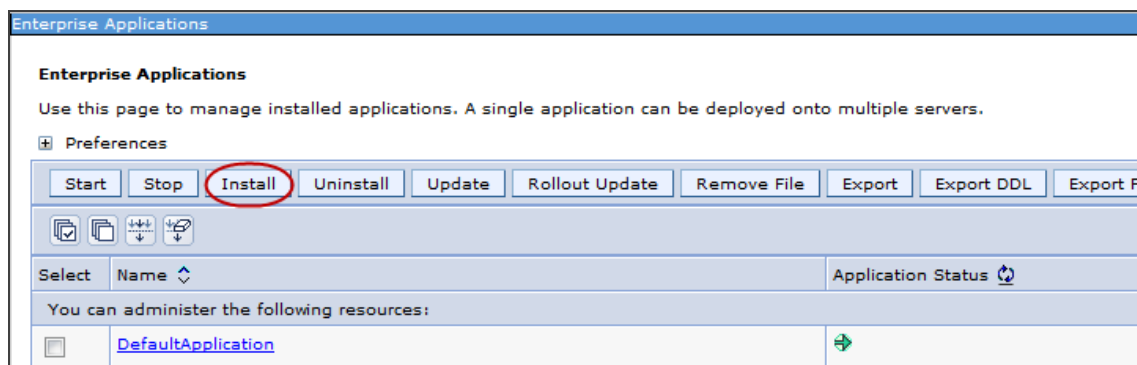 Enterprise Applications
Enterprise Applications
Use this page to manage installed applications. A single application can be deployed onto multiple servers.
Preferences
Start Stop Install Uninstall Update Rollout Update Remove File Export Export DDL Export
Select Name Application Status
You can administer the following resources:
DefaultApplication